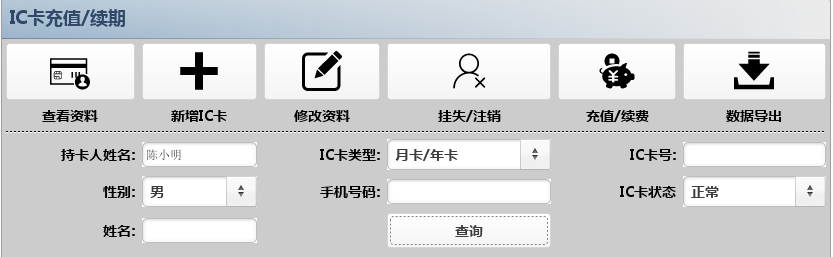 IC卡充值/续期
查看资料 新增IC卡 修改资料 挂失/注销 充值/续费 数据导出
持卡人姓名: 陈小明 IC卡类型: 月卡/年卡 IC卡号:
性别: 男 手机号码: IC卡状态 正常
姓名: 查询